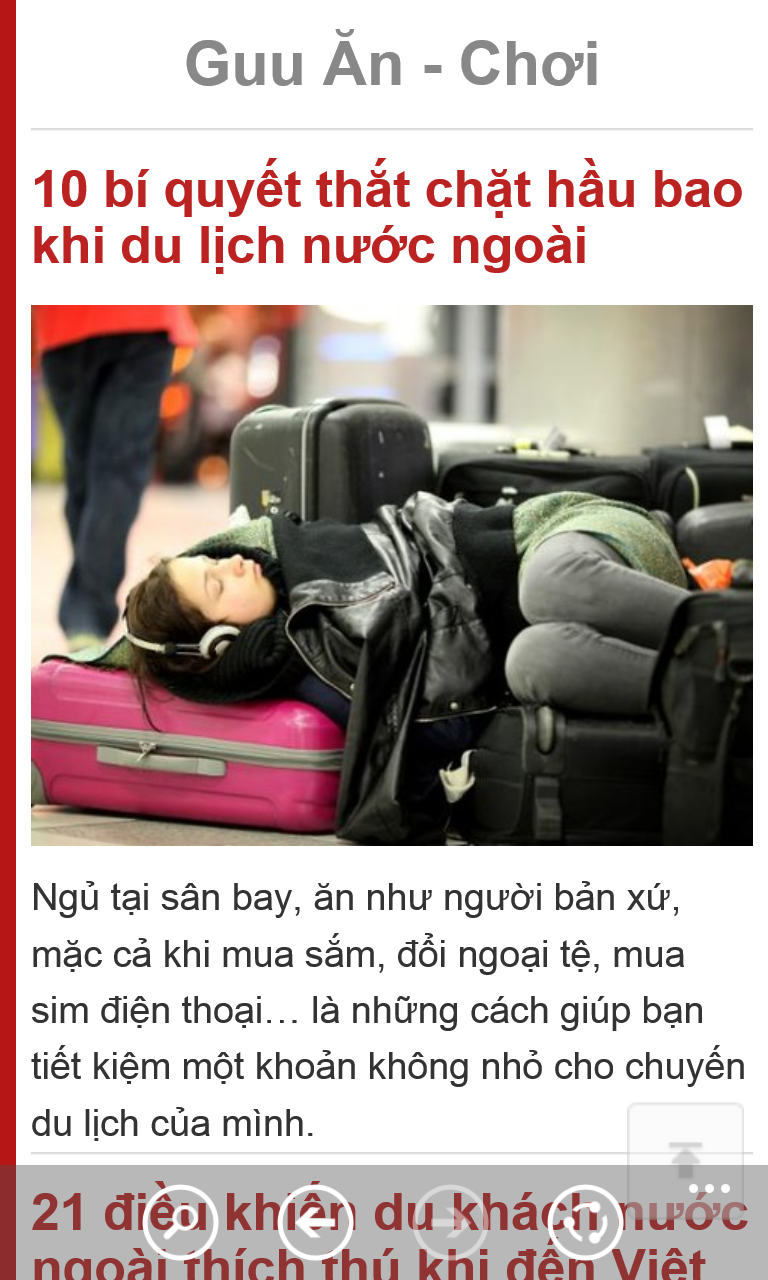 Guu Ăn - Chơi
10 bí quyết thắt chặt hầu bao
khi du lịch nước ngoài
Ngủ tại sân bay, ăn như người bản xứ,
mặc cả khi mua sắm, đổi ngoại tệ, mua
sim điện thoại… là những cách giúp bạn
tiết kiệm một khoản không nhỏ cho chuyến
du lịch của mình.
21 điều khiến du khách nước
ngoài thích thú khi đến Việt